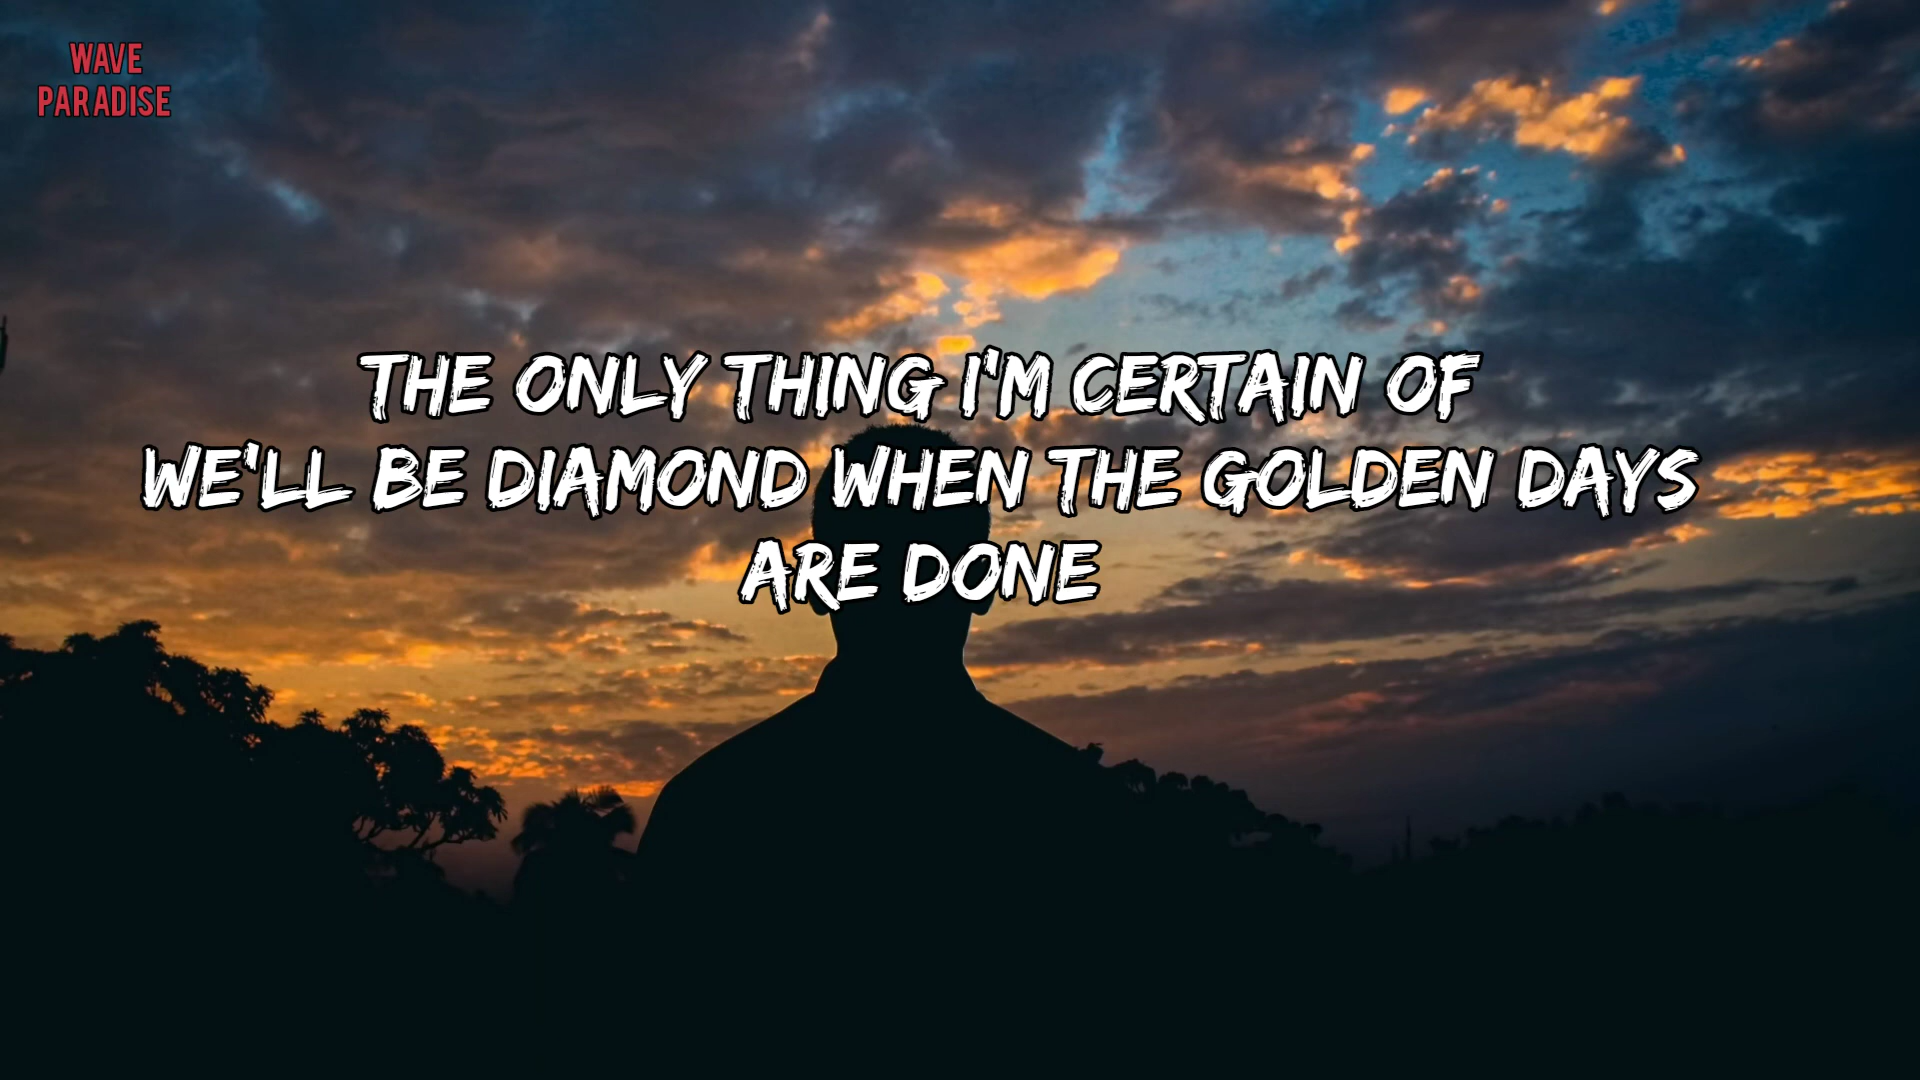 WAVE
PARADISE
THE ONLY THING I'M CERTAIN OF
WE'LL BE DIAMOND WHEN THE GOLDEN DAYS
ARE DONE